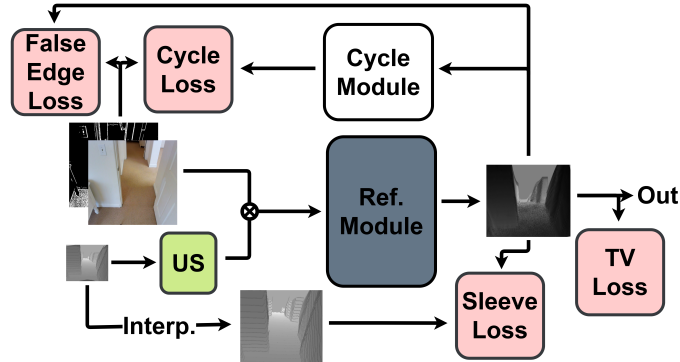 False
Edge
Loss
Cycle
Loss
Cycle
Module
Ref.
Module
Out
US
TV
Loss
Sleeve
Loss
Interp.